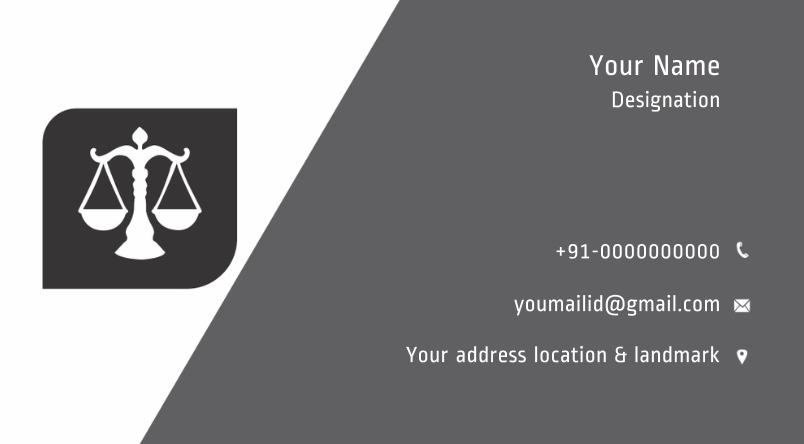 Your Name
Designation
+91-0000000000
youmailid@gmail.com
Your address location & landmark